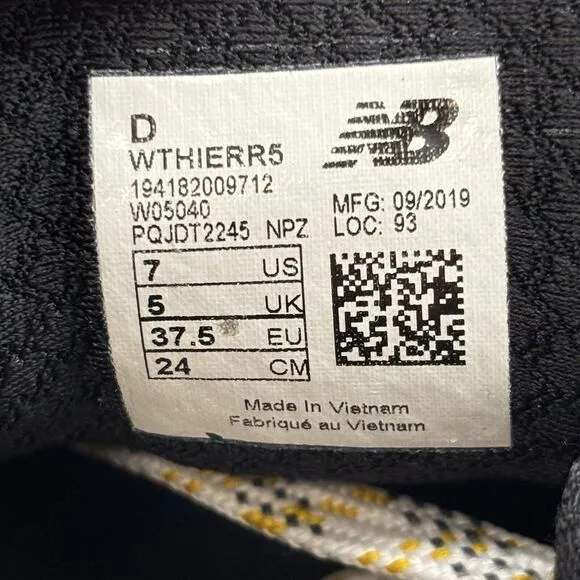 D
WTHIERR5
194182009712
W05040
PQJDT2245 NPZ
NB
MFG: 09/2019
LOC: 93
7 US
5 UK
37.5 EU
24 CM
Made In Vietnam
Fabriqué au Vietnam